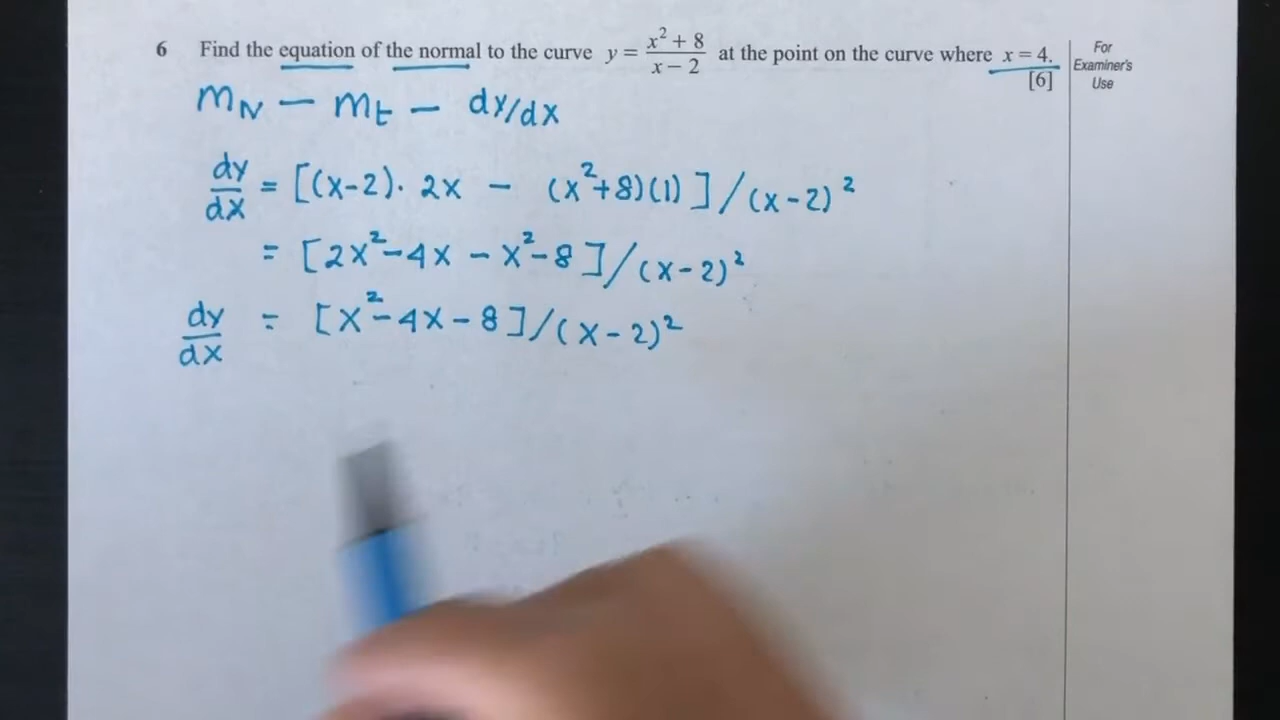 6 Find the equation of the normal to the curve y = (x² + 8)/(x − 2) at the point on the curve where x = 4.
[6]
For
Examiner's
Use
m_N — m_t — dy/dx
dy/dx = [(x-2). 2x - (x²+8)(1)]/(x-2)²
= [2x²-4x - x²-8]/(x-2)²
dy/dx = [x²-4x-8]/(x-2)²